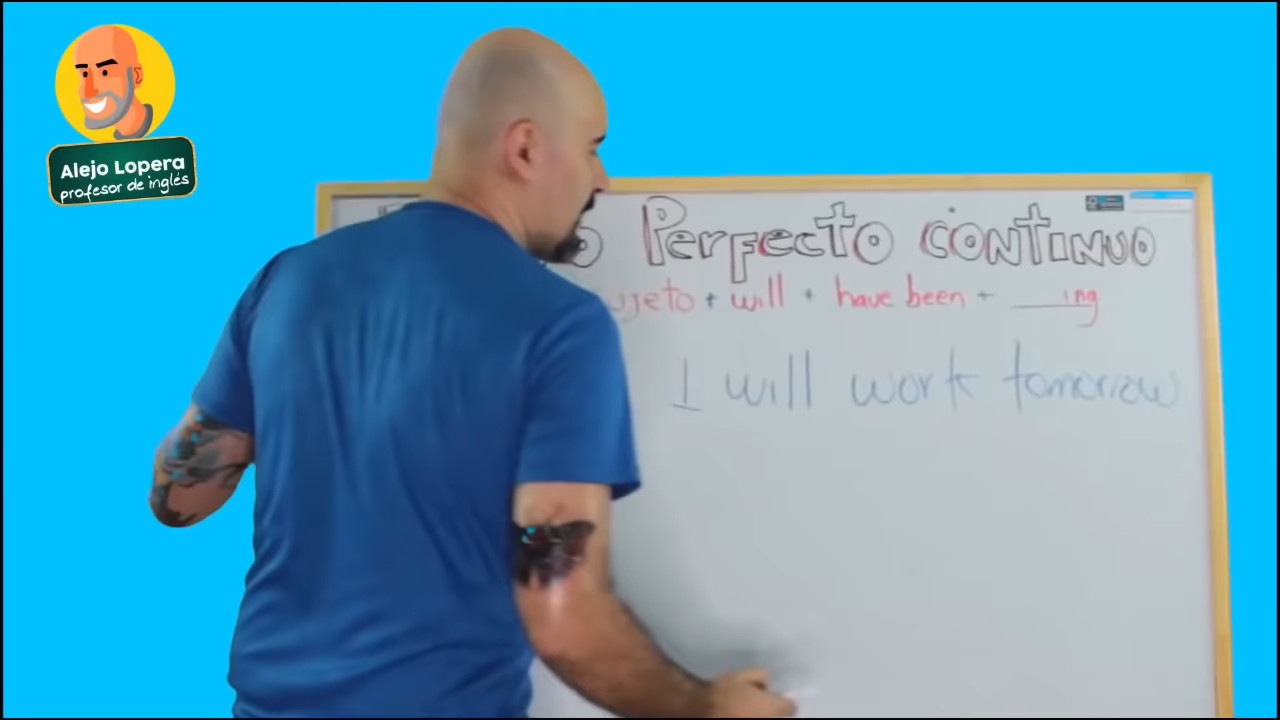 Alejo Lopera
profesor de inglés
o Perfecto continuo
ujeto + will + have been + ___ing
I will work tomorrow